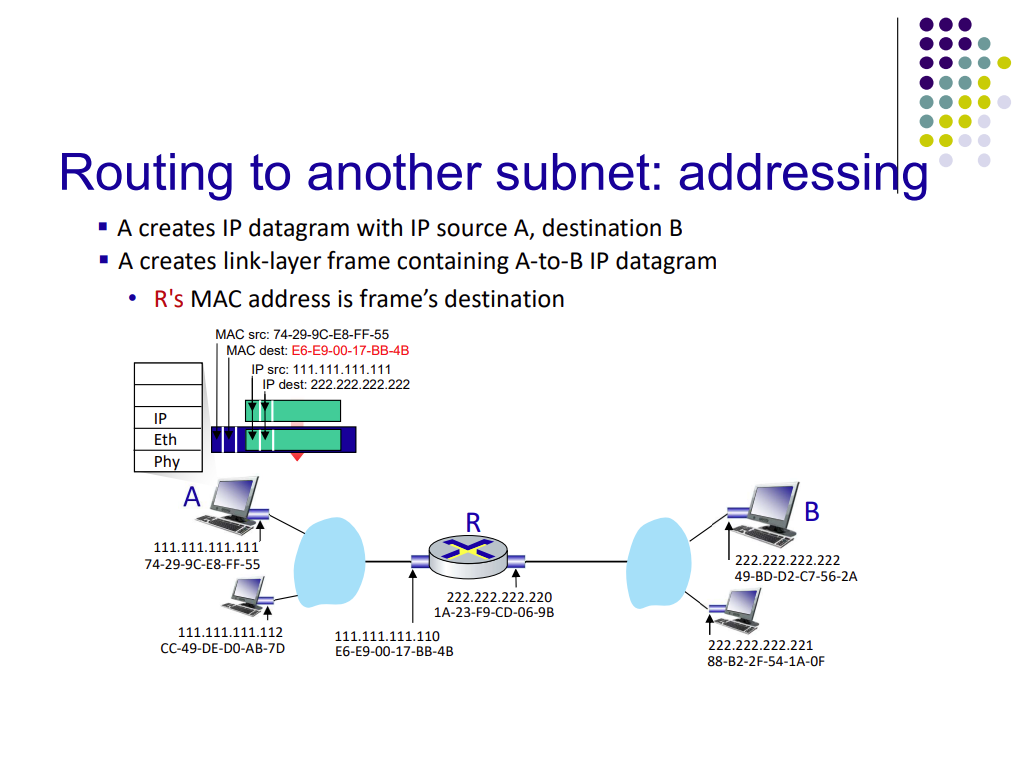 Routing to another subnet: addressing
A creates IP datagram with IP source A, destination B
A creates link-layer frame containing A-to-B IP datagram
R's MAC address is frame’s destination
MAC src: 74-29-9C-E8-FF-55
MAC dest: E6-E9-00-17-BB-4B
IP src: 111.111.111.111
IP dest: 222.222.222.222
IP
Eth
Phy
A
R
B
111.111.111.111
74-29-9C-E8-FF-55
222.222.222.222
49-BD-D2-C7-56-2A
222.222.222.220
1A-23-F9-CD-06-9B
111.111.111.112
CC-49-DE-D0-AB-7D
111.111.111.110
E6-E9-00-17-BB-4B
222.222.222.221
88-B2-2F-54-1A-0F